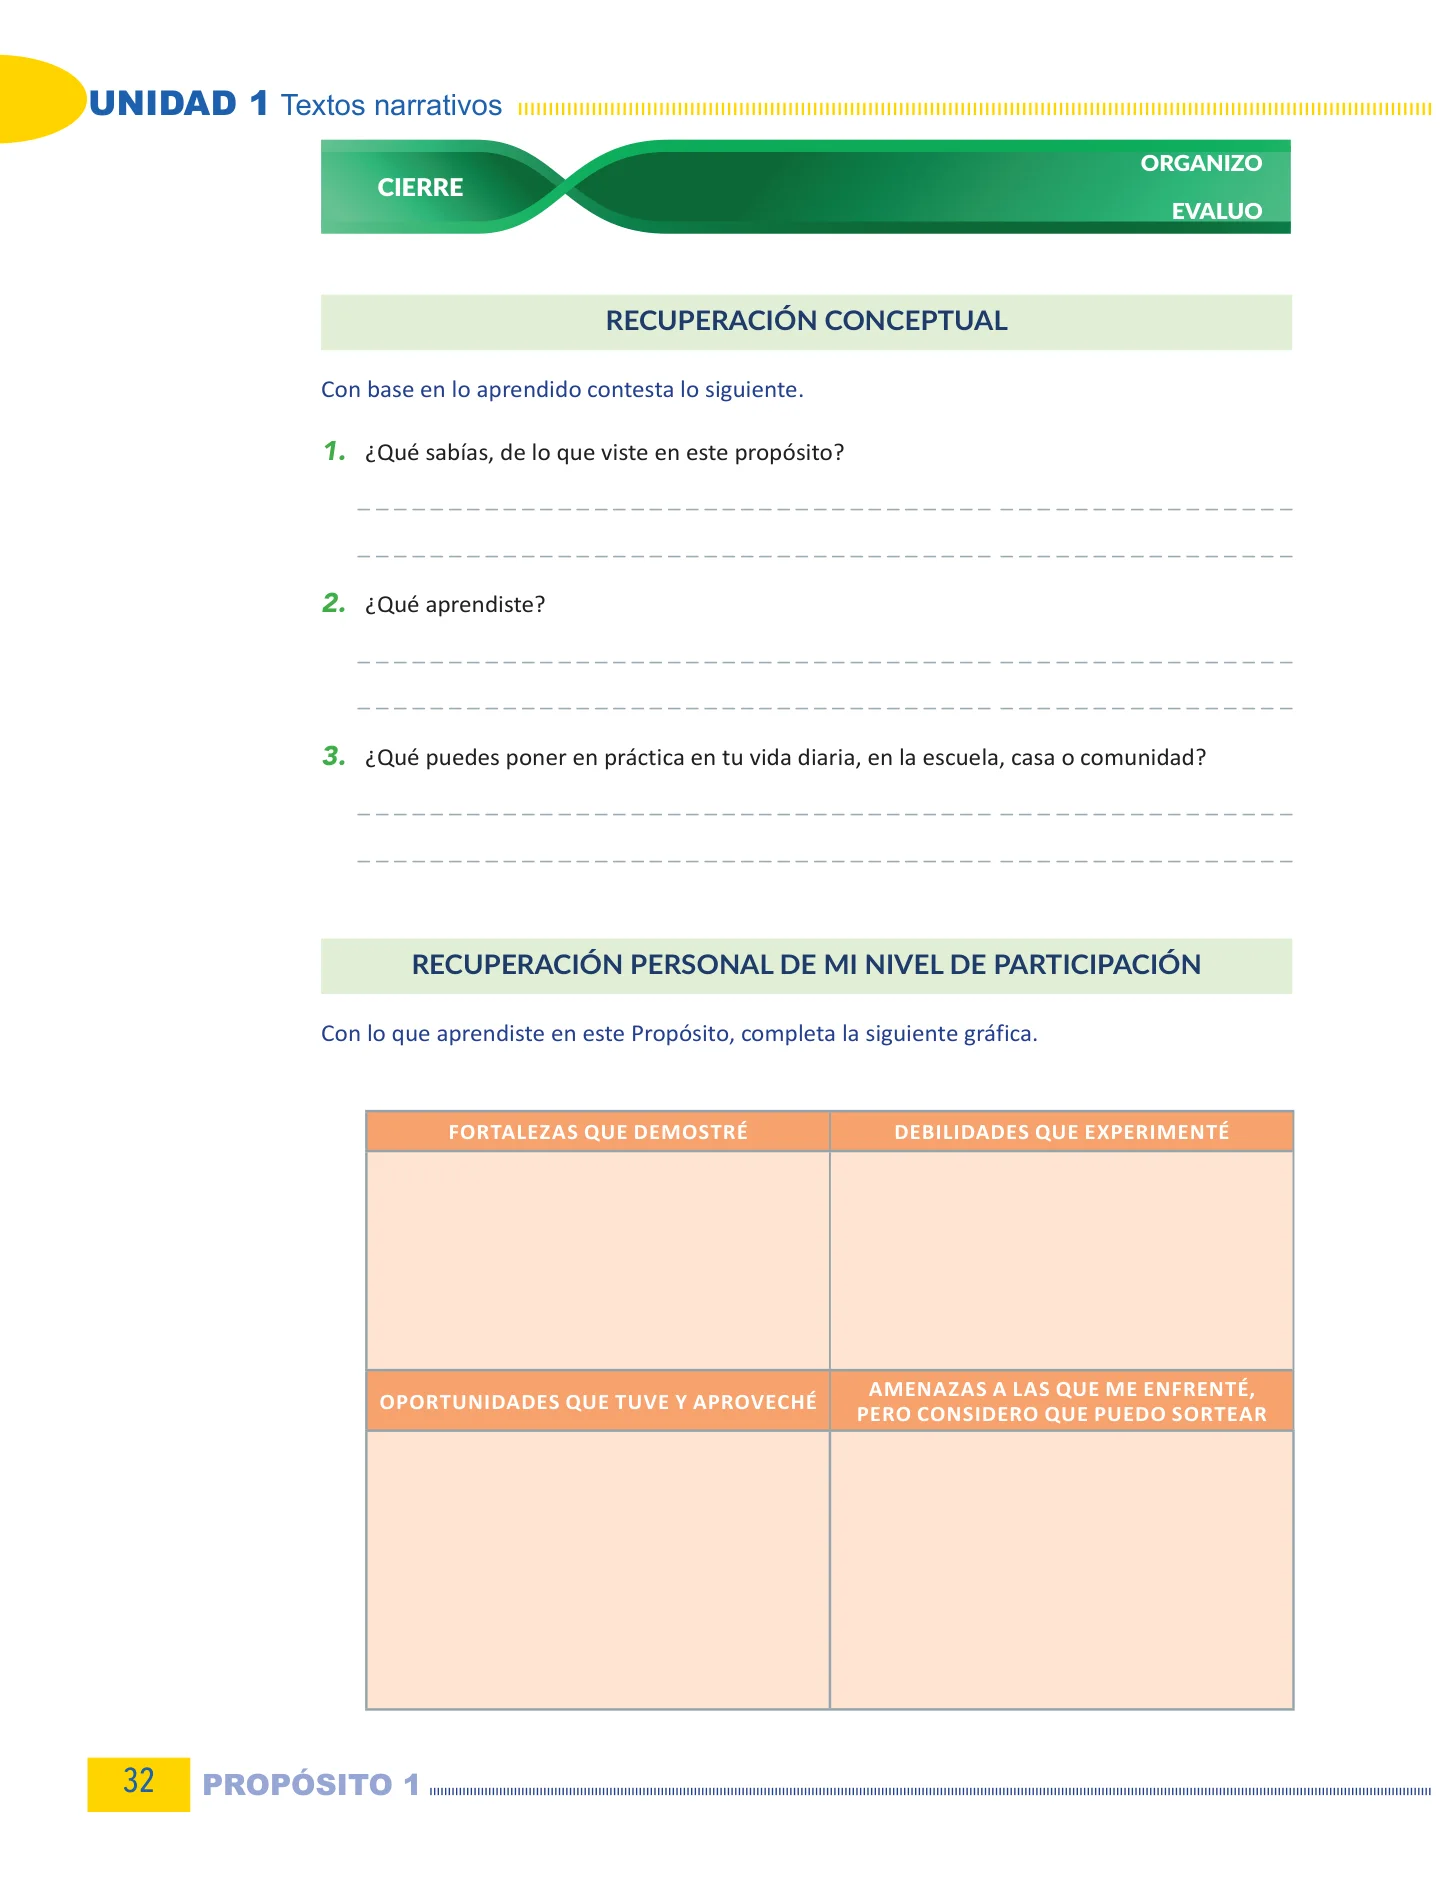 UNIDAD 1 Textos narrativos
CIERRE
ORGANIZO
EVALUO
RECUPERACIÓN CONCEPTUAL
Con base en lo aprendido contesta lo siguiente.
1. ¿Qué sabías, de lo que viste en este propósito?
2. ¿Qué aprendiste?
3. ¿Qué puedes poner en práctica en tu vida diaria, en la escuela, casa o comunidad?
RECUPERACIÓN PERSONAL DE MI NIVEL DE PARTICIPACIÓN
Con lo que aprendiste en este Propósito, completa la siguiente gráfica.
FORTALEZAS QUE DEMOSTRÉ
DEBILIDADES QUE EXPERIMENTÉ
OPORTUNIDADES QUE TUVE Y APROVECHÉ
AMENAZAS A LAS QUE ME ENFRENTÉ,
PERO CONSIDERO QUE PUEDO SORTEAR
32 PROPÓSITO 1